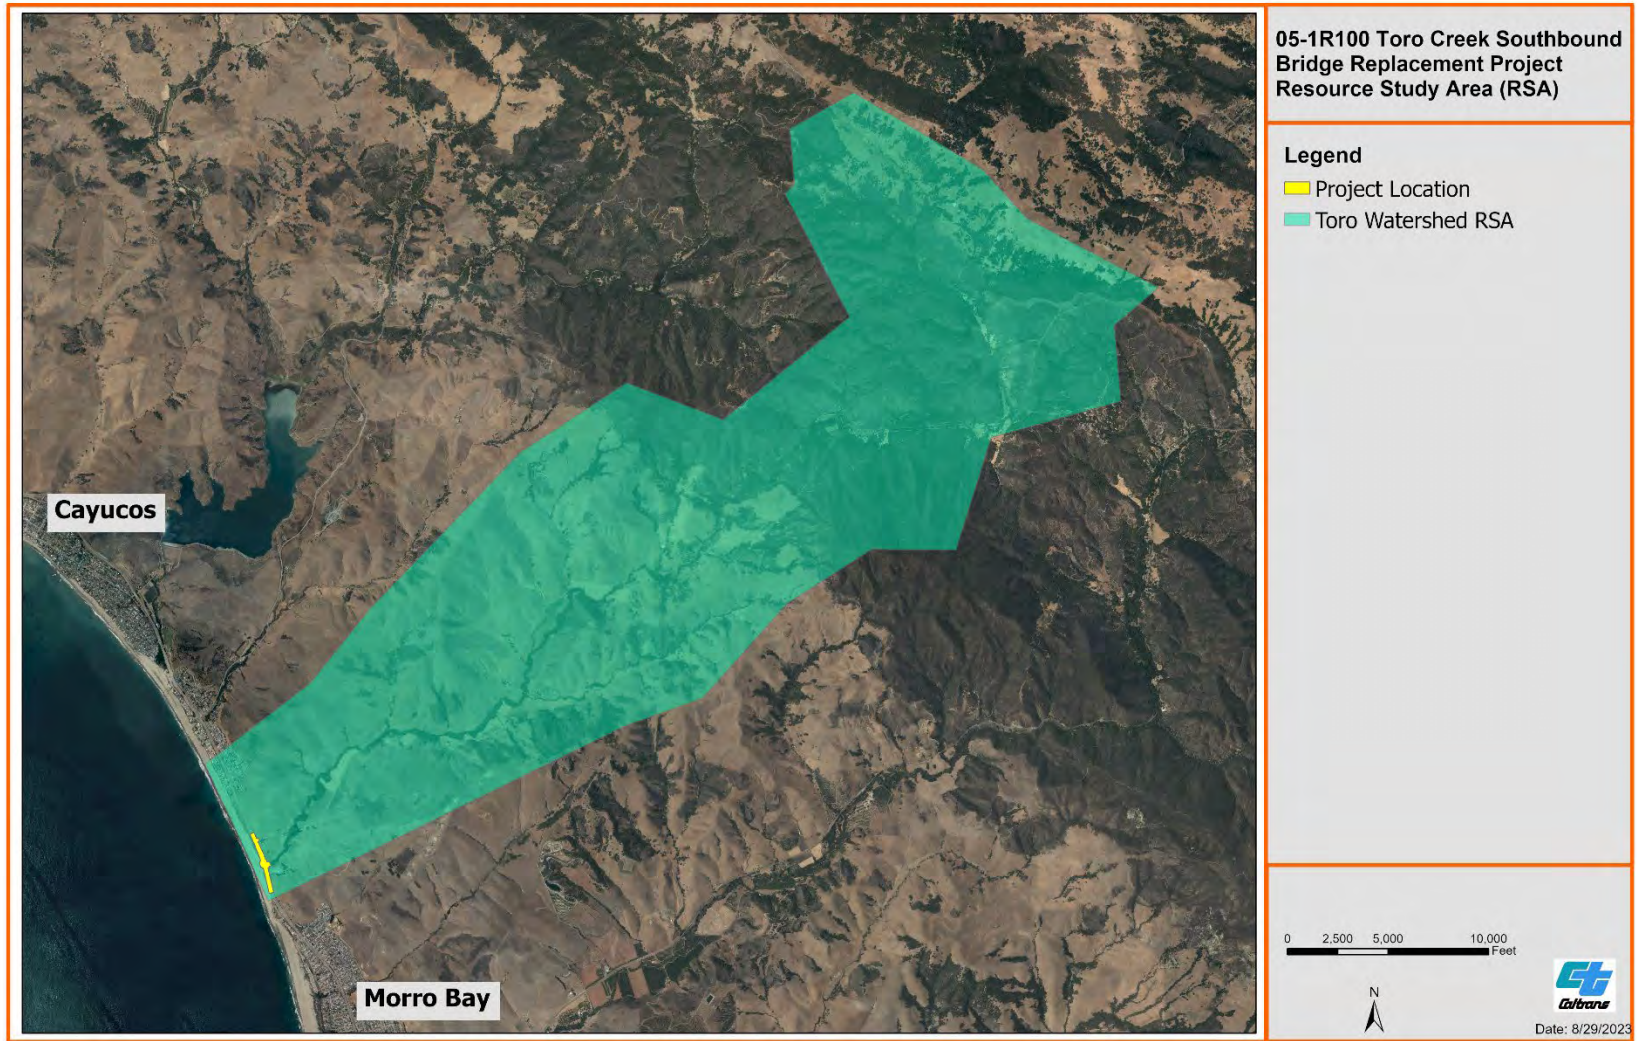 05-1R100 Toro Creek Southbound
Bridge Replacement Project
Resource Study Area (RSA)
Legend
Project Location
Toro Watershed RSA
Cayucos
Morro Bay
0 2,500 5,000 10,000
Feet
N
Caltrans
Date: 8/29/2023